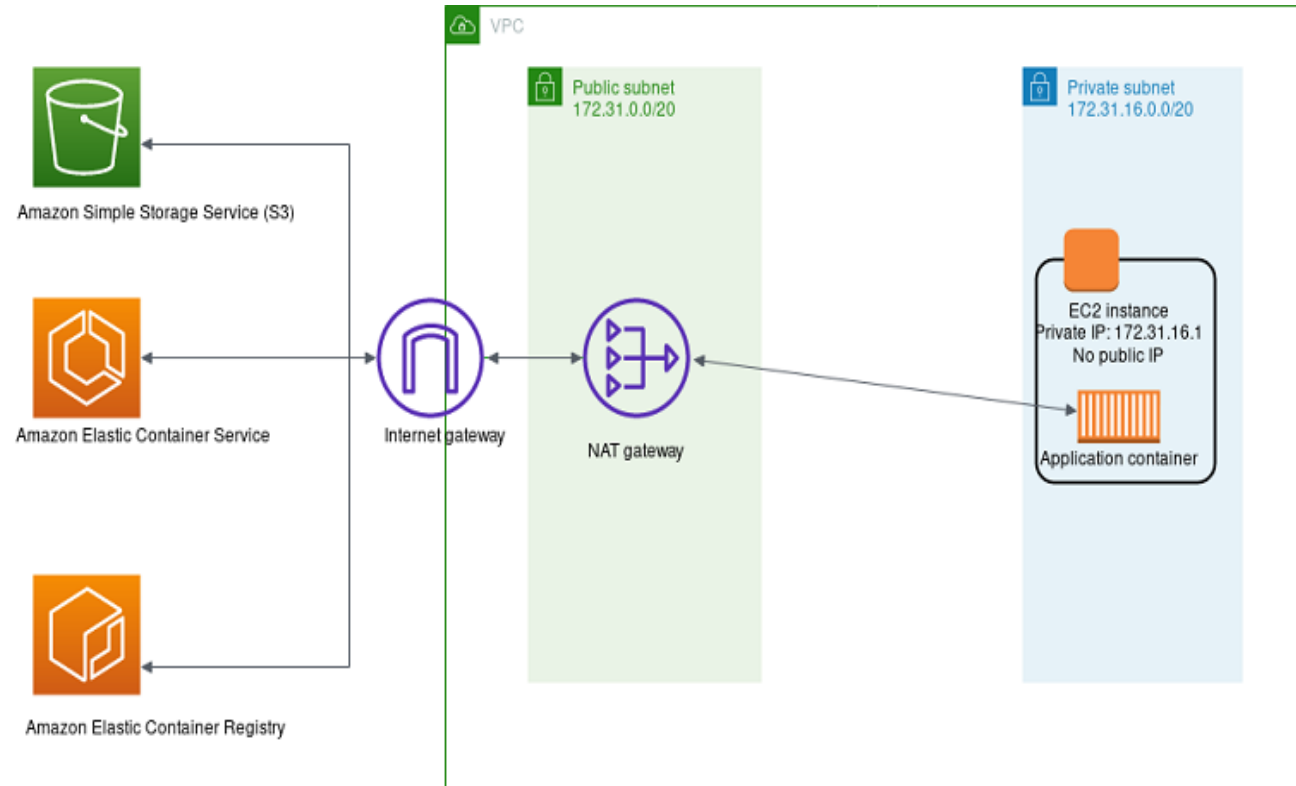 VPC
Public subnet
172.31.0.0/20
Private subnet
172.31.16.0.0/20
Amazon Simple Storage Service (S3)
EC2 instance
Private IP: 172.31.16.1
No public IP
Amazon Elastic Container Service
Internet gateway
NAT gateway
Application container
Amazon Elastic Container Registry